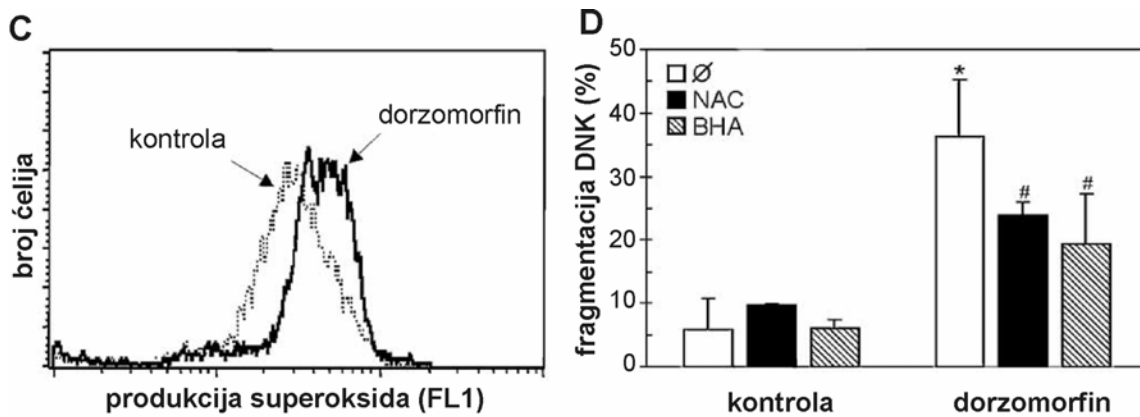 C
kontrola
dorzomorfin
broj ćelija
produkcija superoksida (FL1)
D
fragmentacija DNK (%)
50
40
30
20
10
0
Ø
NAC
BHA
*
#
#
kontrola
dorzomorfin